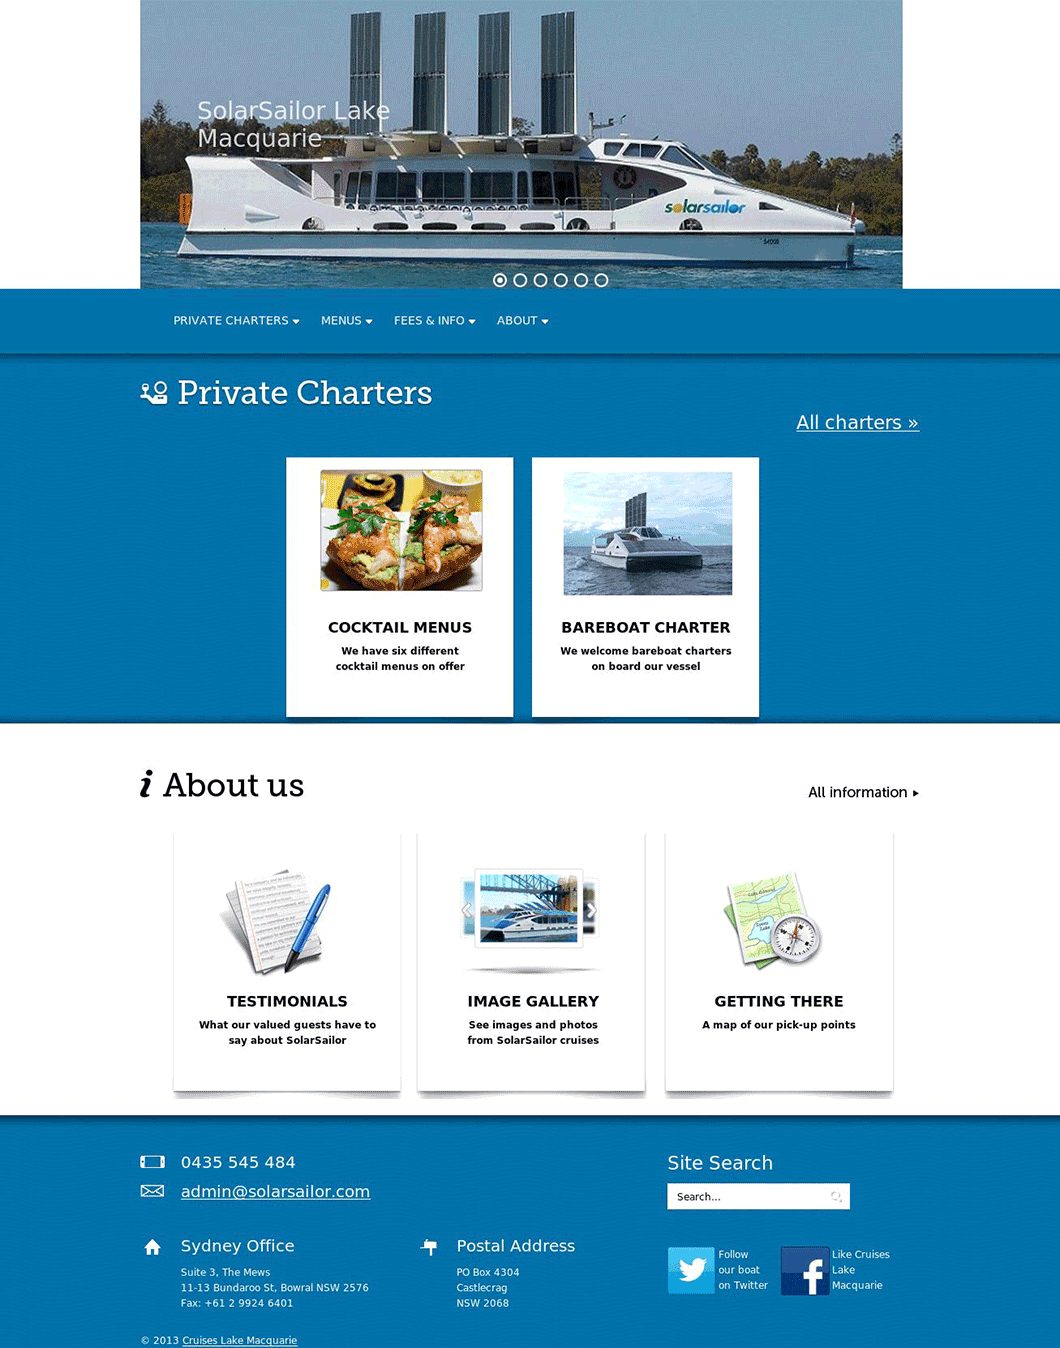 SolarSailor Lake
Macquarie
solarsailor
PRIVATE CHARTERS
MENUS
FEES & INFO
ABOUT
Private Charters
All charters »
COCKTAIL MENUS
We have six different
cocktail menus on offer
BAREBOAT CHARTER
We welcome bareboat charters
on board our vessel
i About us
All information
TESTIMONIALS
What our valued guests have to
say about SolarSailor
IMAGE GALLERY
See images and photos
from SolarSailor cruises
GETTING THERE
A map of our pick-up points
0435 545 484
admin@solarsailor.com
Site Search
Search...
Sydney Office
Suite 3, The Mews
11-13 Bundaroo St, Bowral NSW 2576
Fax: +61 2 9924 6401
Postal Address
PO Box 4304
Castlecrag
NSW 2068
Follow
our boat
on Twitter
Like Cruises
Lake
Macquarie
© 2013 Cruises Lake Macquarie